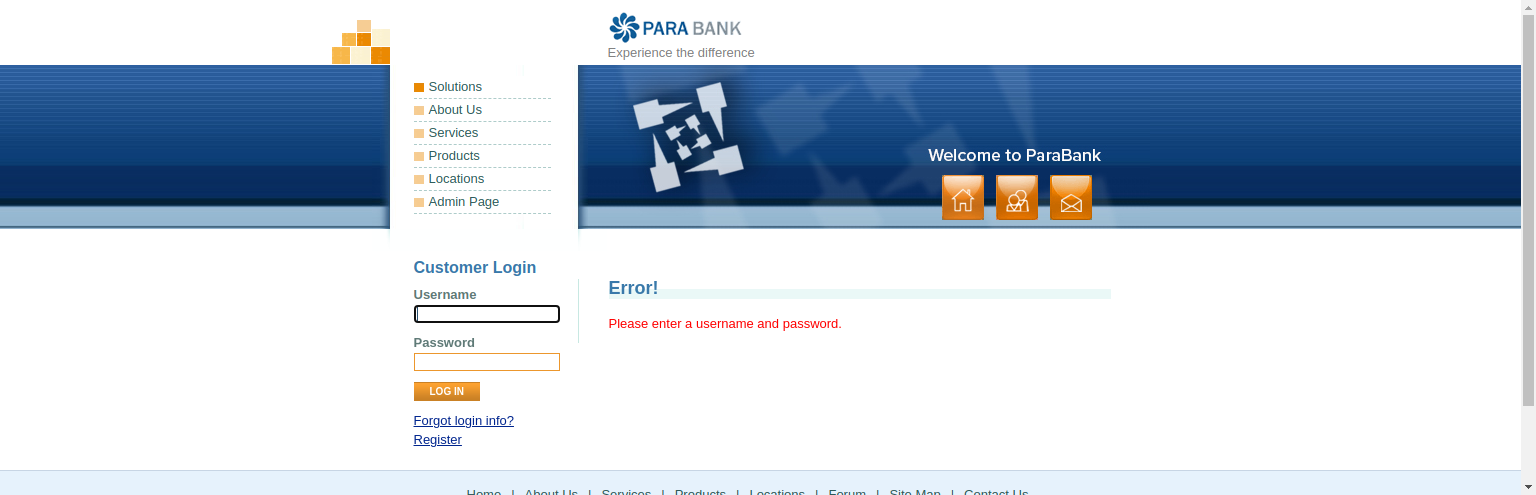 PARA BANK
Experience the difference
Solutions
About Us
Services
Products
Locations
Admin Page
Welcome to ParaBank
Customer Login
Username
Password
LOG IN
Forgot login info?
Register
Error!
Please enter a username and password.
Home | About Us | Services | Products | Locations | Forum | Site Map | Contact Us